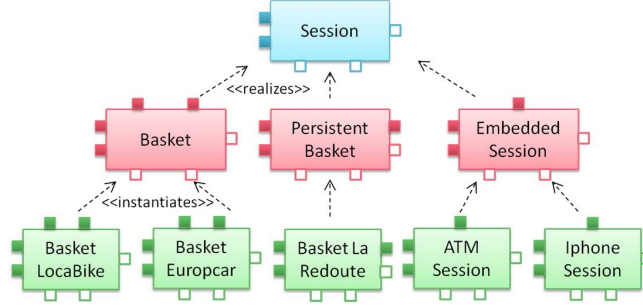 Session
<<realizes>>
Basket
Persistent
Basket
Embedded
Session
<<instantiates>>
Basket
LocaBike
Basket
Europcar
Basket La
Redoute
ATM
Session
Iphone
Session